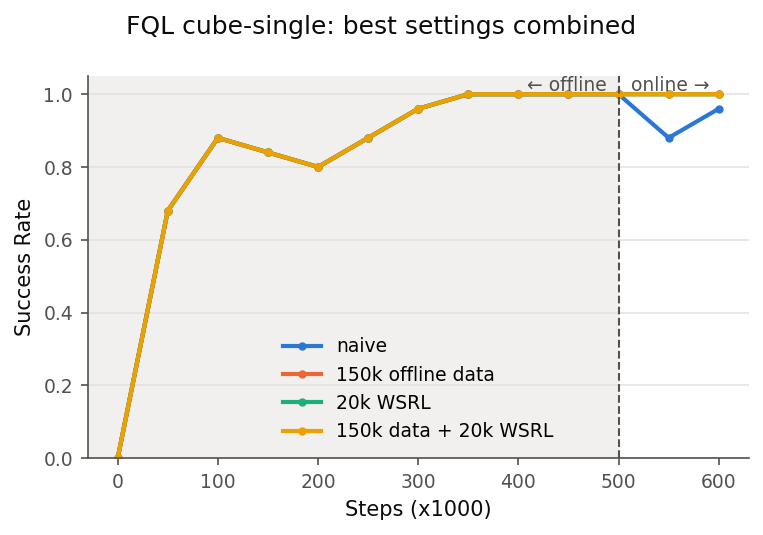 FQL cube-single: best settings combined
← offline
online →
1.0
0.8
0.6
0.4
0.2
0.0
Success Rate
naive
150k offline data
20k WSRL
150k data + 20k WSRL
0
100
200
300
400
500
600
Steps (x1000)